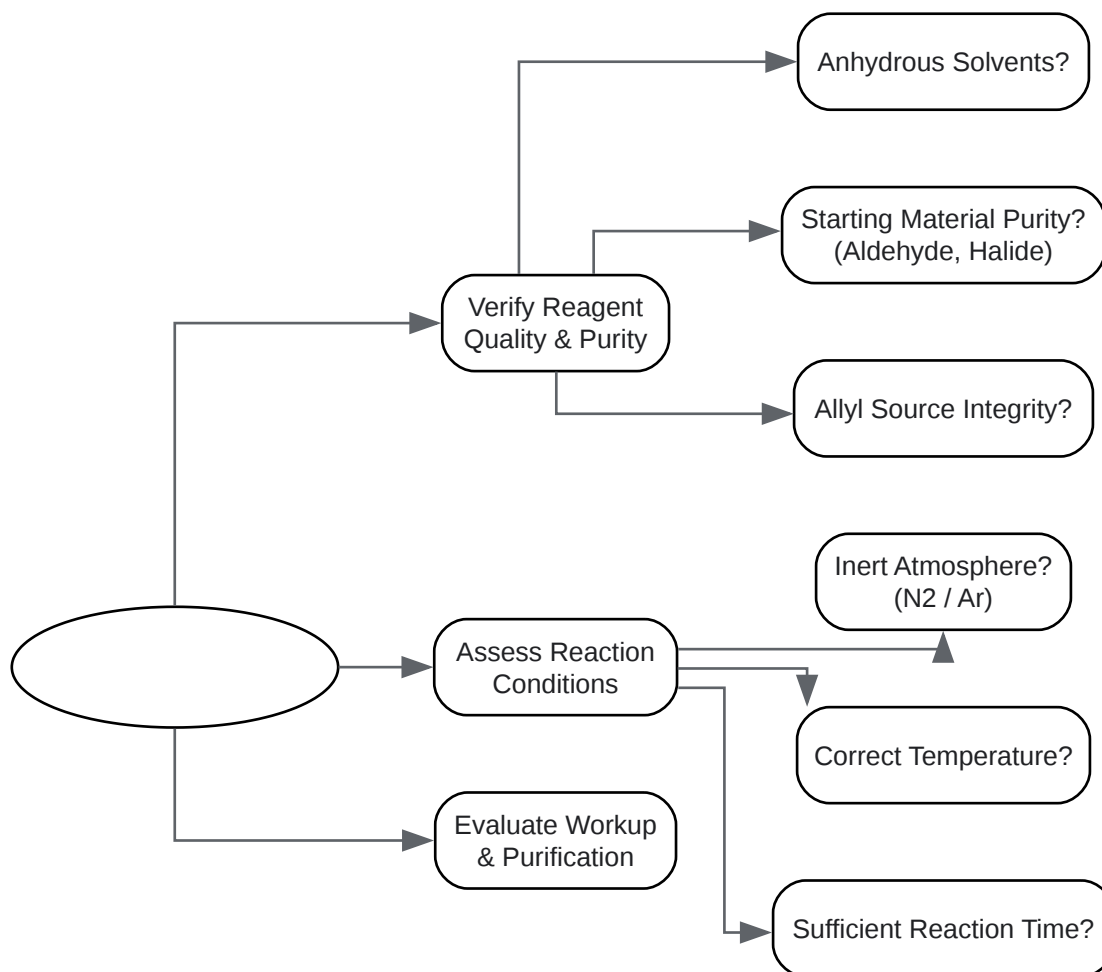 Anhydrous Solvents?
Starting Material Purity?
(Aldehyde, Halide)
Verify Reagent
Quality & Purity
Allyl Source Integrity?
Inert Atmosphere?
(N2 / Ar)
Assess Reaction
Conditions
Correct Temperature?
Evaluate Workup
& Purification
Sufficient Reaction Time?